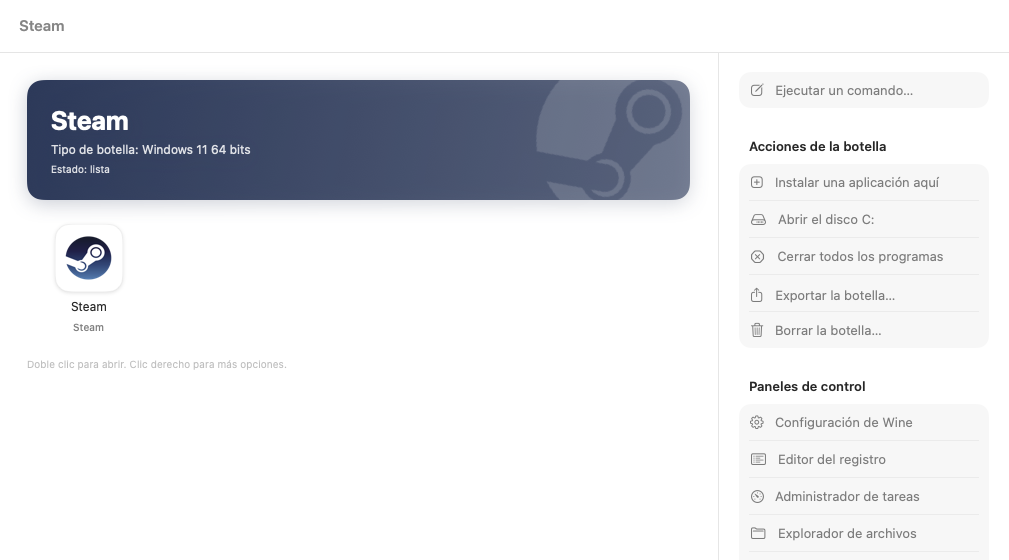 Steam
Steam
Tipo de botella: Windows 11 64 bits
Estado: lista
Steam
Steam
Doble clic para abrir. Clic derecho para más opciones.
Ejecutar un comando...
Acciones de la botella
Instalar una aplicación aquí
Abrir el disco C:
Cerrar todos los programas
Exportar la botella...
Borrar la botella...
Paneles de control
Configuración de Wine
Editor del registro
Administrador de tareas
Explorador de archivos